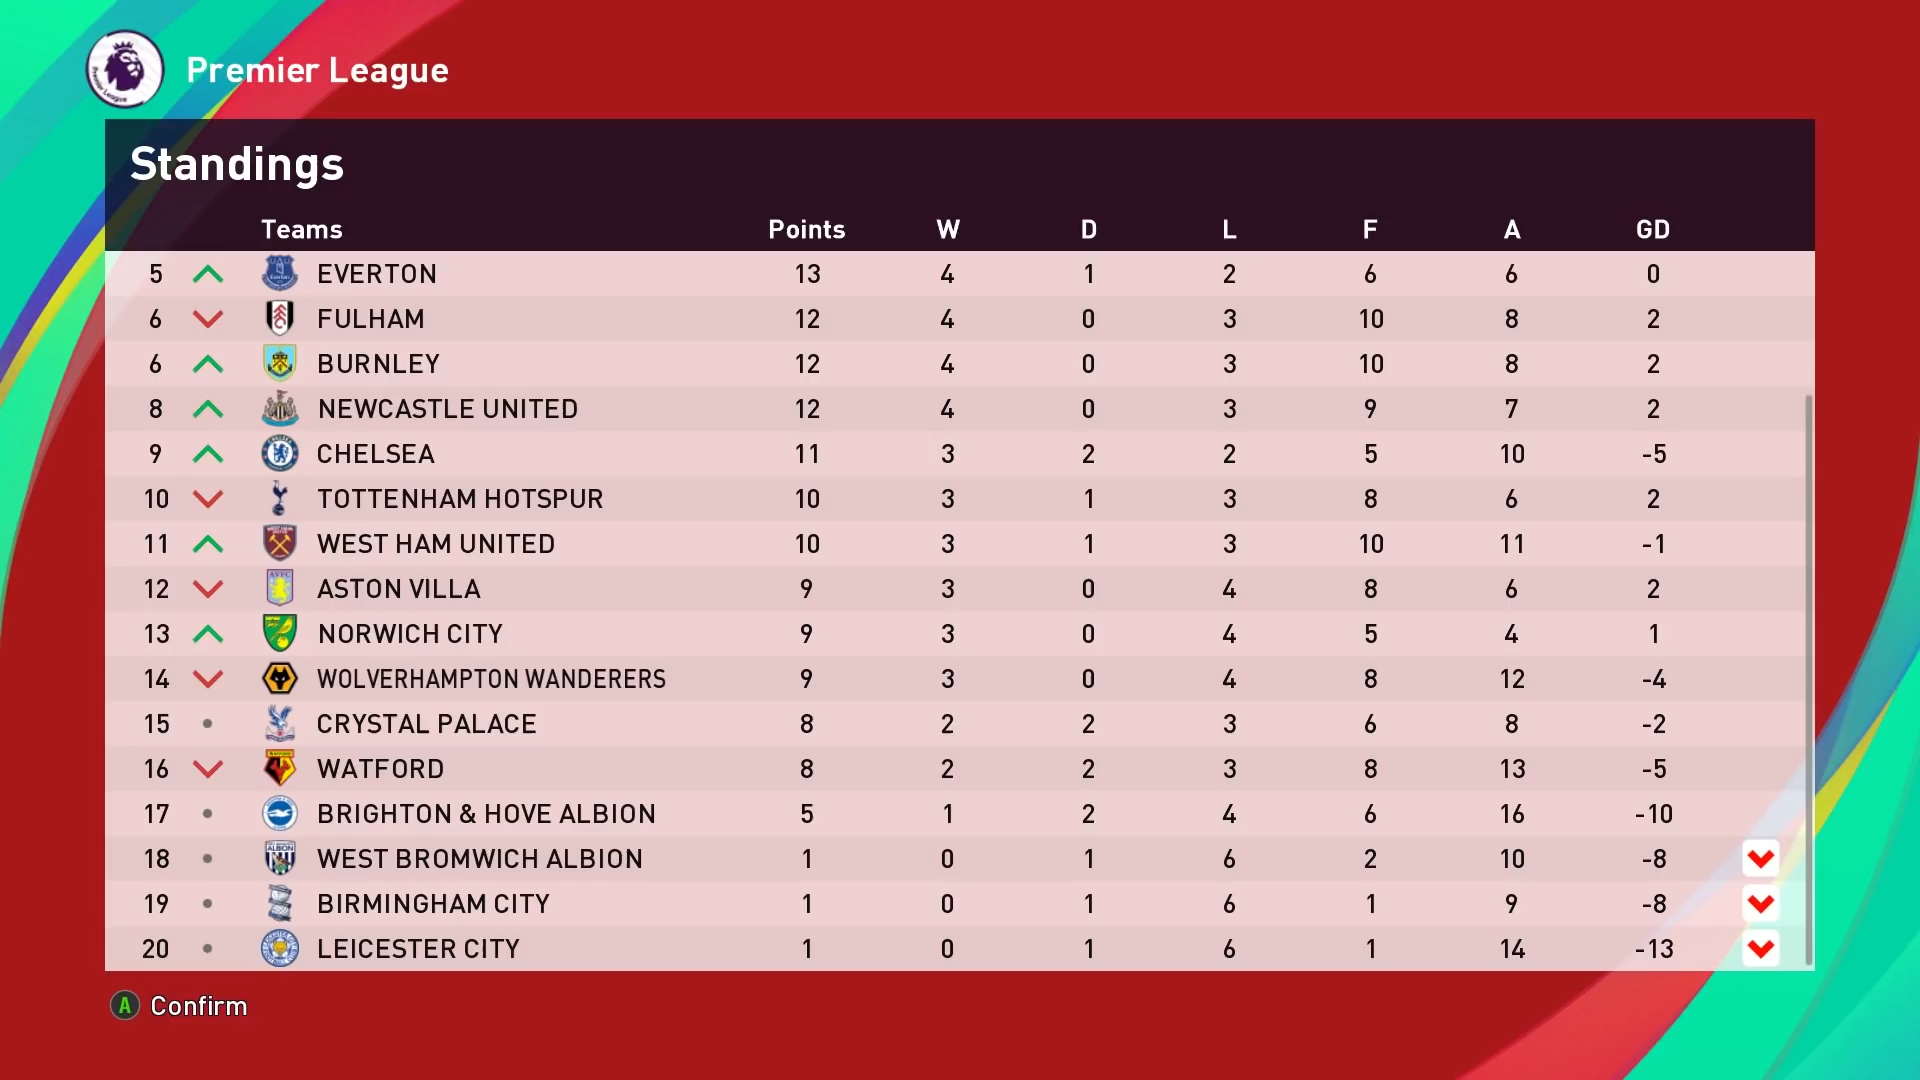 Premier League
Standings
Teams Points W D L F A GD
5 EVERTON 13 4 1 2 6 6 0
6 FULHAM 12 4 0 3 10 8 2
6 BURNLEY 12 4 0 3 10 8 2
8 NEWCASTLE UNITED 12 4 0 3 9 7 2
9 CHELSEA 11 3 2 2 5 10 -5
10 TOTTENHAM HOTSPUR 10 3 1 3 8 6 2
11 WEST HAM UNITED 10 3 1 3 10 11 -1
12 ASTON VILLA 9 3 0 4 8 6 2
13 NORWICH CITY 9 3 0 4 5 4 1
14 WOLVERHAMPTON WANDERERS 9 3 0 4 8 12 -4
15 CRYSTAL PALACE 8 2 2 3 6 8 -2
16 WATFORD 8 2 2 3 8 13 -5
17 BRIGHTON & HOVE ALBION 5 1 2 4 6 16 -10
18 WEST BROMWICH ALBION 1 0 1 6 2 10 -8
19 BIRMINGHAM CITY 1 0 1 6 1 9 -8
20 LEICESTER CITY 1 0 1 6 1 14 -13
A Confirm